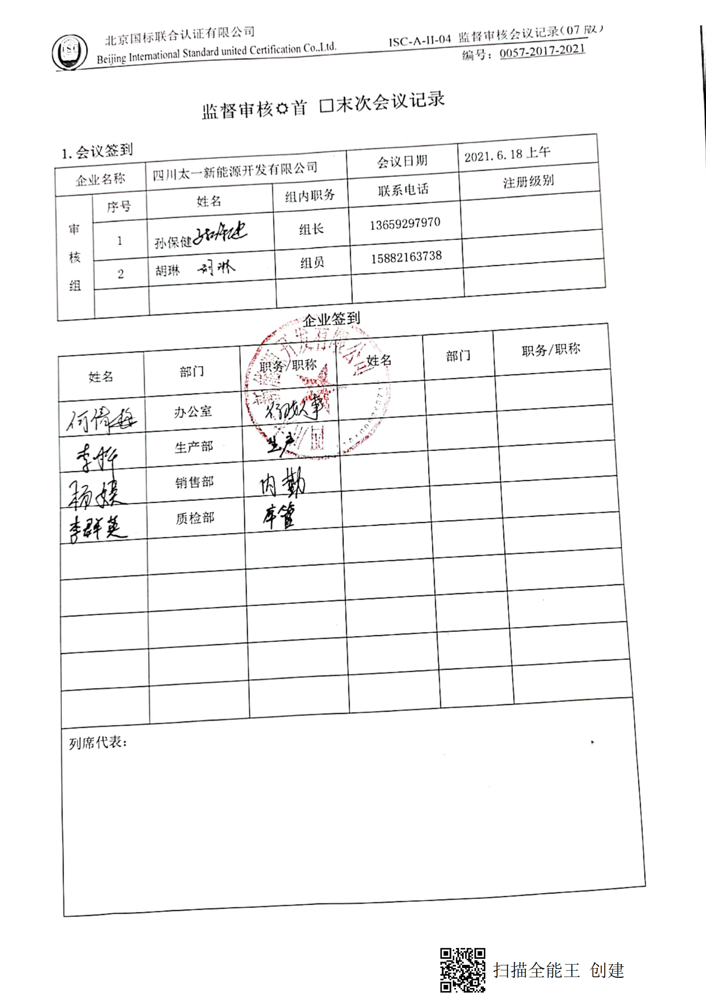 北京国标联合认证有限公司
Beijing International Standard united Certification Co.,Ltd.
ISC-A-II-04 监督审核会议记录(07 版)
编号：0057-2017-2021
监督审核✿首 □末次会议记录
1.会议签到
企业名称 四川太一新能源开发有限公司 会议日期 2021.6.18 上午
审核组 序号 姓名 组内职务 联系电话 注册级别
1 孙保健 孙保健 组长 13659297970
2 胡琳 胡琳 组员 15882163738
企业签到
姓名 部门 职务/职称 姓名 部门 职务/职称
何倩梅 办公室 行政人事
李 生产部 生产
杨 销售部 内勤
李群英 质检部 库管
列席代表：
扫描全能王 创建